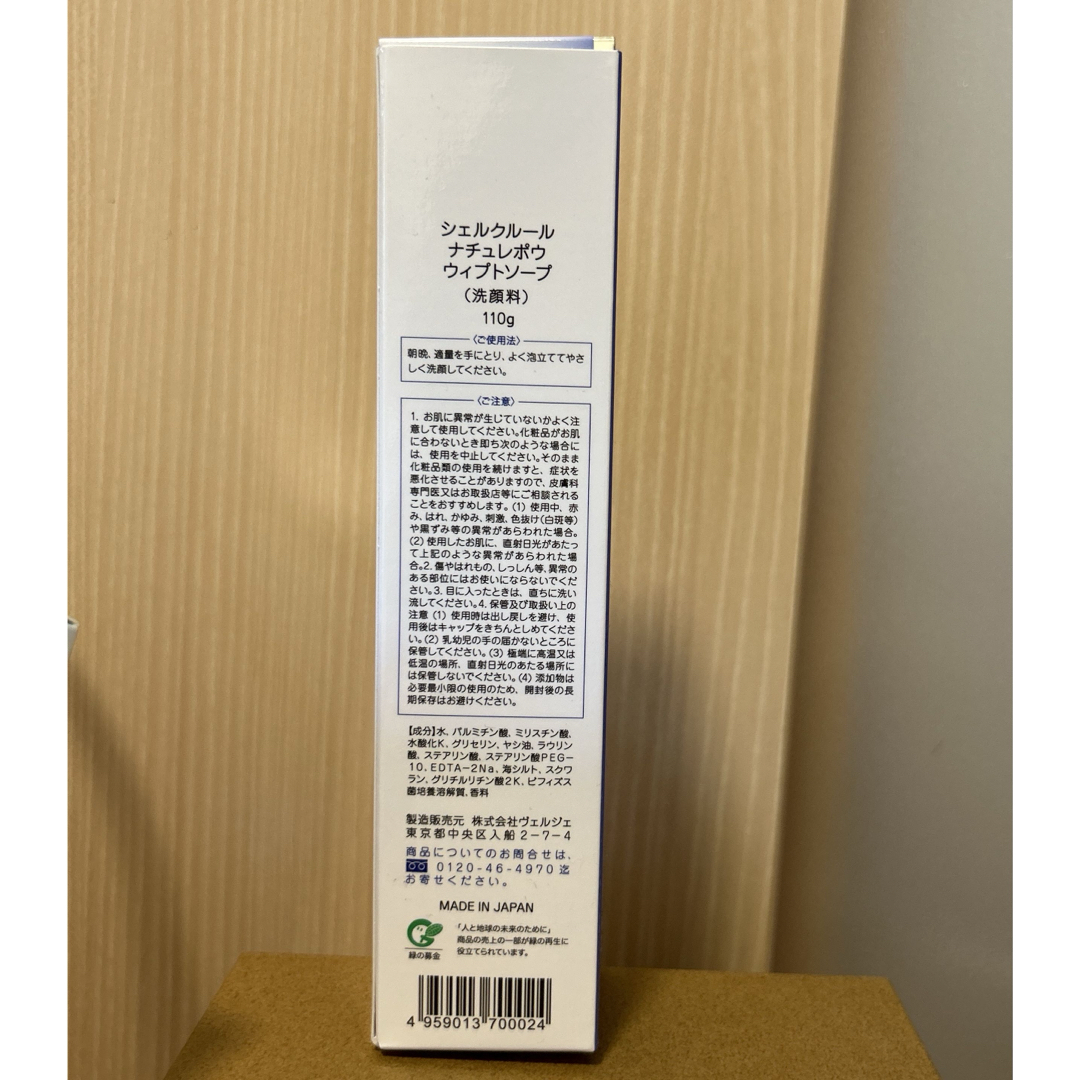 シェルクルール
ナチュレポウ
ウィプトソープ
（洗顔料）
110g
〈ご使用法〉
朝晩、適量を手にとり、よく泡立ててやさ
しく洗顔してください。
〈ご注意〉
1. お肌に異常が生じていないかよく注
意して使用してください。化粧品がお肌
に合わないとき即ち次のような場合に
は、使用を中止してください。そのまま
化粧品類の使用を続けますと、症状を
悪化させることがありますので、皮膚科
専門医又はお取扱店等にご相談される
ことをおすすめします。(1) 使用中、赤
み、はれ、かゆみ、刺激、色抜け(白斑等)
や黒ずみ等の異常があらわれた場合。
(2) 使用したお肌に、直射日光があたっ
て上記のような異常があらわれた場
合。2. 傷やはれもの、しっしん等、異常の
ある部位にはお使いにならないでくだ
さい。3. 目に入ったときは、直ちに洗い
流してください。4. 保管及び取扱い上の
注意 (1) 使用時は出し戻しを避け、使
用後はキャップをきちんとしめてくださ
い。(2) 乳幼児の手の届かないところに
保管してください。(3) 極端に高温又は
低温の場所、直射日光のあたる場所に
は保管しないでください。(4) 添加物は
必要最小限の使用のため、開封後の長
期保存はお避けください。
【成分】水、パルミチン酸、ミリスチン酸、
水酸化K、グリセリン、ヤシ油、ラウリン
酸、ステアリン酸、ステアリン酸PEG-
10、EDTA-2Na、海シルト、スクワ
ラン、グリチルリチン酸2K、ビフィズス
菌培養溶解質、香料
製造販売元 株式会社ヴェルジェ
東京都中央区入船2-7-4
商品についてのお問合せは、
0120-46-4970迄
お寄せください。
MADE IN JAPAN
「人と地球の未来のために」
商品の売上の一部が緑の再生に
役立てられています。
緑の募金
4 959013 700024